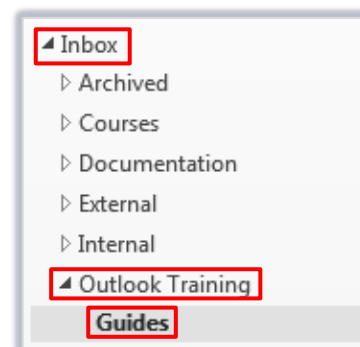 Inbox
Archived
Courses
Documentation
External
Internal
Outlook Training
Guides